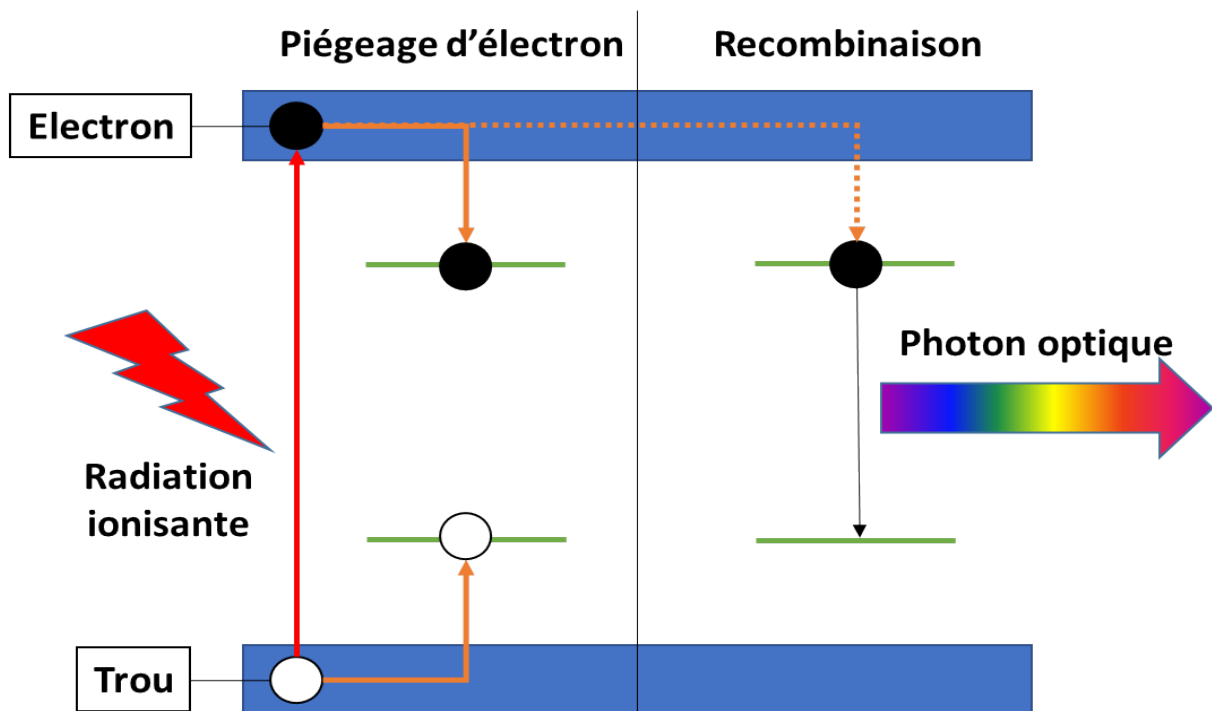 Piégeage d'électron
Recombinaison
Electron
Photon optique
Radiation
ionisante
Trou